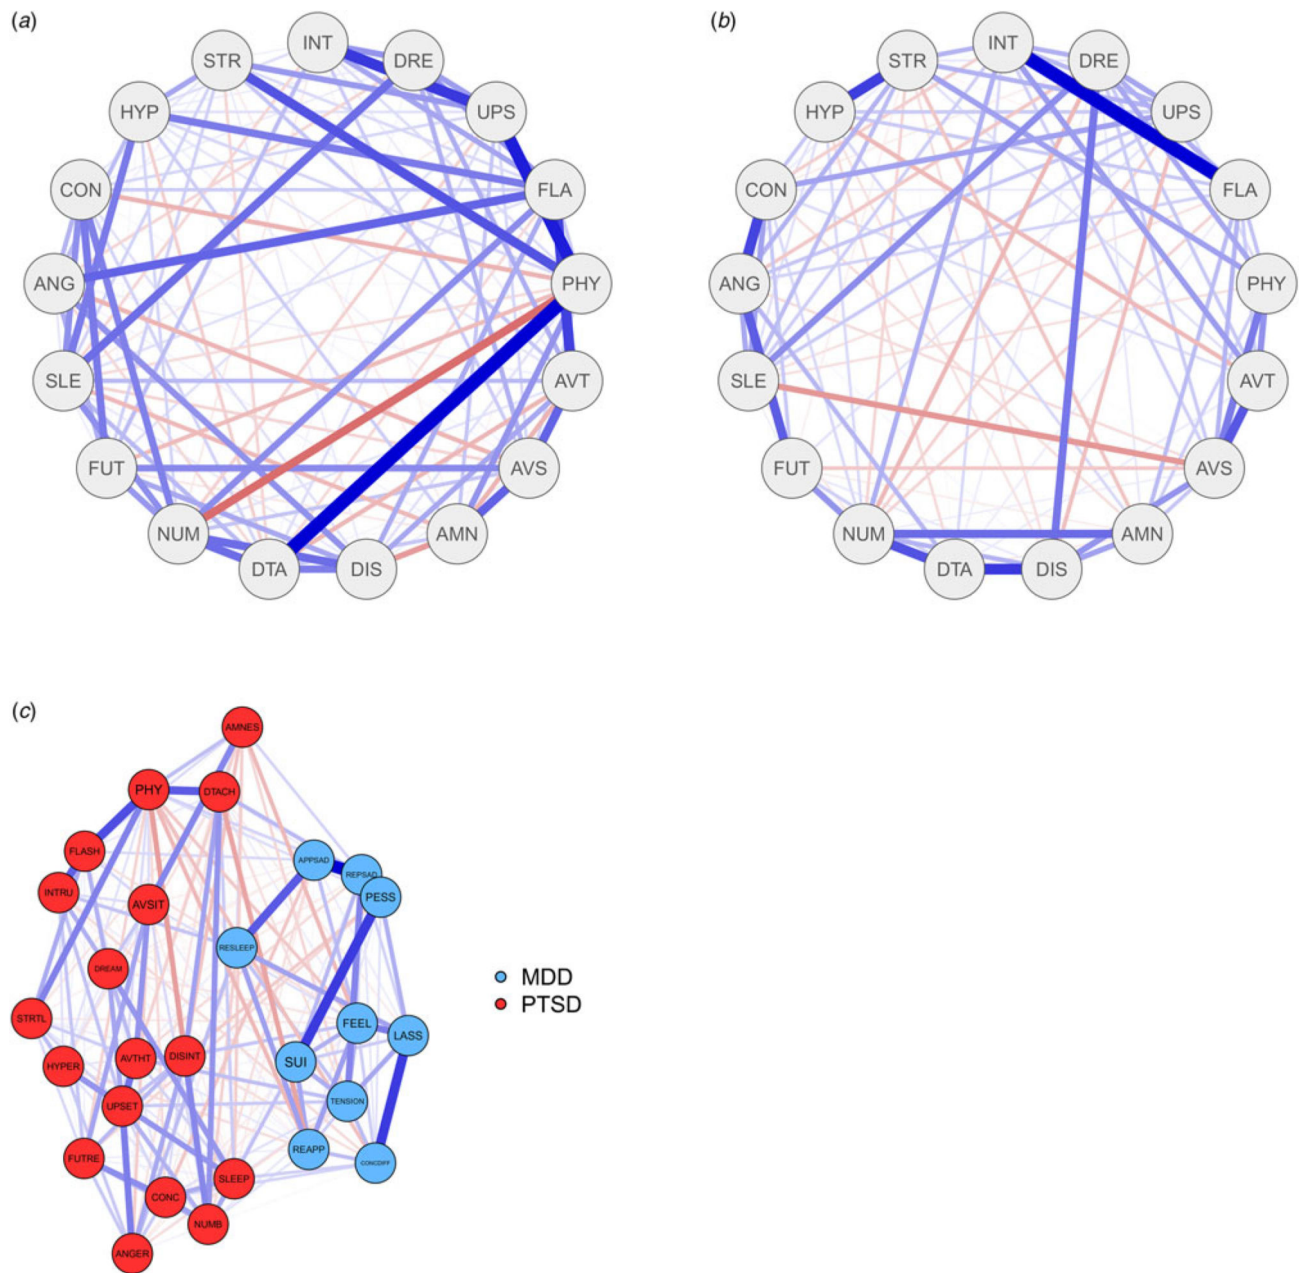 (a)
INT
DRE
STR
UPS
HYP
FLA
CON
PHY
ANG
AVT
SLE
AVS
FUT
AMN
NUM
DIS
DTA
(b)
INT
DRE
STR
UPS
HYP
FLA
CON
PHY
ANG
AVT
SLE
AVS
FUT
AMN
NUM
DIS
DTA
(c)
AMNES
PHY
DTACH
FLASH
APPSAD
REPSAD
INTRU
PESS
AVSIT
RESLEEP
DREAM
MDD
PTSD
STRTL
FEEL
LASS
HYPER
AVTHT
DISINT
SUI
UPSET
TENSION
FUTRE
REAPP
CONCDIFF
SLEEP
CONC
NUMB
ANGER